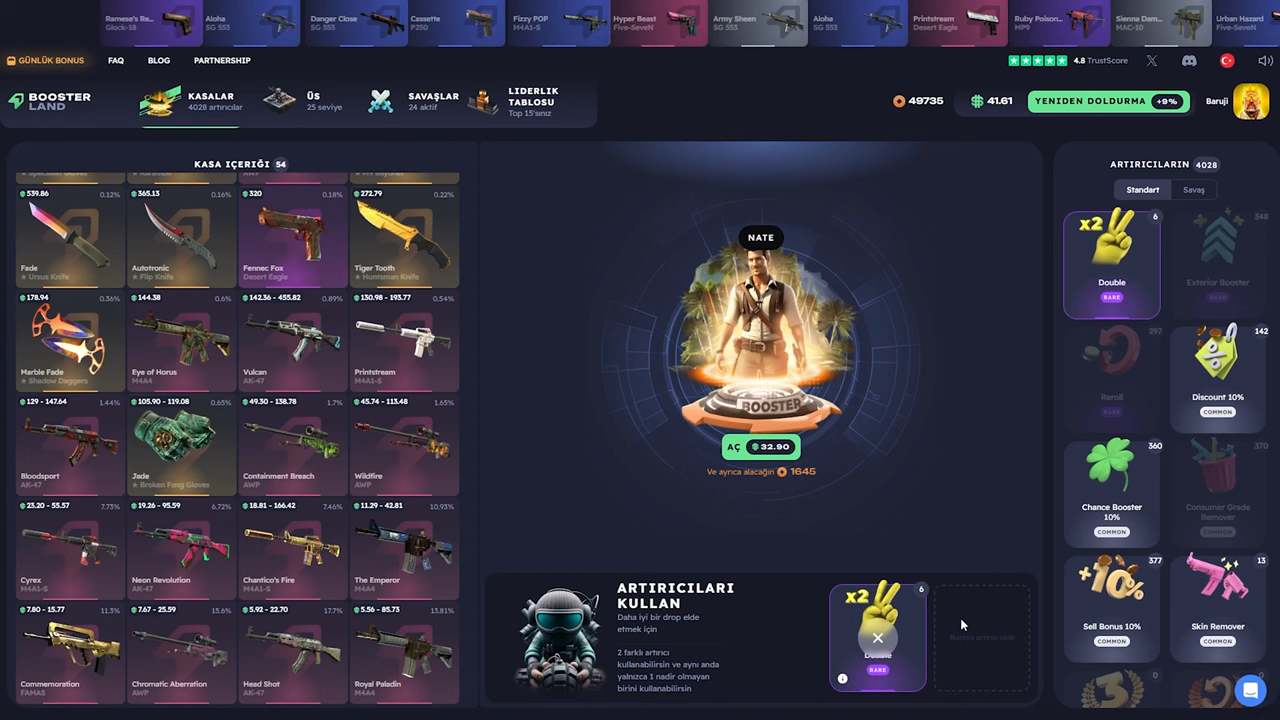 Ramese's Re...
Glock-18
Aloha
SG 553
Danger Close
SG 553
Cassette
P250
Fizzy POP
M4A1-S
Hyper Beast
Five-SeveN
Army Sheen
SG 553
Aloha
SG 553
Printstream
Desert Eagle
Ruby Poison...
MP9
Sienna Dam...
MAC-10
Urban Hazard
Five-SeveN
GÜNLÜK BONUS
FAQ
BLOG
PARTNERSHIP
4.8 TrustScore
BOOSTER
LAND
KASALAR
4028 artırıcılar
ÜS
25 seviye
SAVAŞLAR
24 aktif
LIDERLIK
TABLOSU
Top 15'sınız
49735
41.61
YENIDEN DOLDURMA +9%
Baruji
KASA IÇERIĞI 54
539.86 0.12%
Fade
★ Ursus Knife
365.13 0.16%
Autotronic
★ Flip Knife
320 0.18%
Fennec Fox
Desert Eagle
272.79 0.22%
Tiger Tooth
★ Huntsman Knife
178.94 0.36%
Marble Fade
★ Shadow Daggers
144.38 0.6%
Eye of Horus
M4A4
142.36 - 455.82 0.89%
Vulcan
AK-47
130.98 - 193.77 0.54%
Printstream
M4A1-S
129 - 147.64 1.44%
Bloodsport
AK-47
105.90 - 119.08 0.65%
Jade
★ Broken Fang Gloves
49.30 - 138.78 1.7%
Containment Breach
AWP
45.74 - 113.48 1.65%
Wildfire
AWP
23.20 - 55.57 7.73%
Cyrex
M4A1-S
19.26 - 95.59 6.72%
Neon Revolution
AK-47
18.81 - 166.42 7.46%
Chantico's Fire
M4A1-S
11.29 - 42.81 10.93%
The Emperor
M4A4
7.80 - 15.77 11.3%
Commemoration
FAMAS
7.67 - 25.59 15.6%
Chromatic Aberration
AWP
5.92 - 22.70 17.7%
Head Shot
AK-47
5.56 - 85.73 13.81%
Royal Paladin
M4A4
NATE
BOOSTER
AÇ 32.90
Ve ayrıca alacağın 1645
ARTIRICILARI
KULLAN
Daha iyi bir drop elde
etmek için
2 farklı artırıcı
kullanabilirsin ve aynı anda
yalnızca 1 nadir olmayan
birini kullanabilirsin
x2
6
Double
RARE
Buraya artırıcı ekle
ARTIRICILARIN 4028
Standart
Savaş
x2
6
Double
RARE
348
Exterior Booster
RARE
297
Reroll
RARE
142
Discount 10%
COMMON
360
Chance Booster
10%
COMMON
370
Consumer Grade
Remover
COMMON
377
+10%
Sell Bonus 10%
COMMON
13
Skin Remover
COMMON
0
3